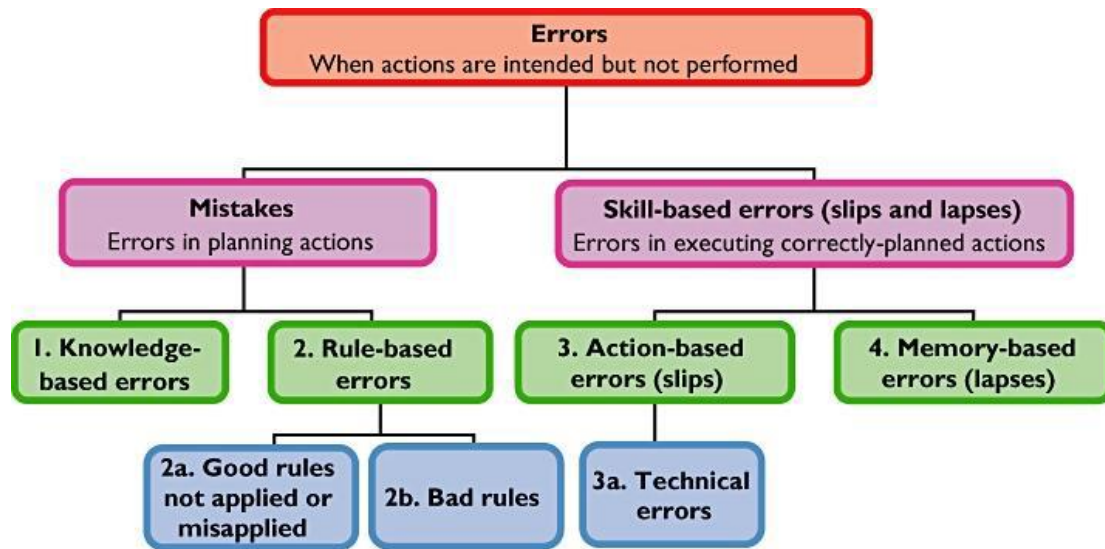 Errors
When actions are intended but not performed
Mistakes
Errors in planning actions
Skill-based errors (slips and lapses)
Errors in executing correctly-planned actions
1. Knowledge-
based errors
2. Rule-based
errors
3. Action-based
errors (slips)
4. Memory-based
errors (lapses)
2a. Good rules
not applied or
misapplied
2b. Bad rules
3a. Technical
errors